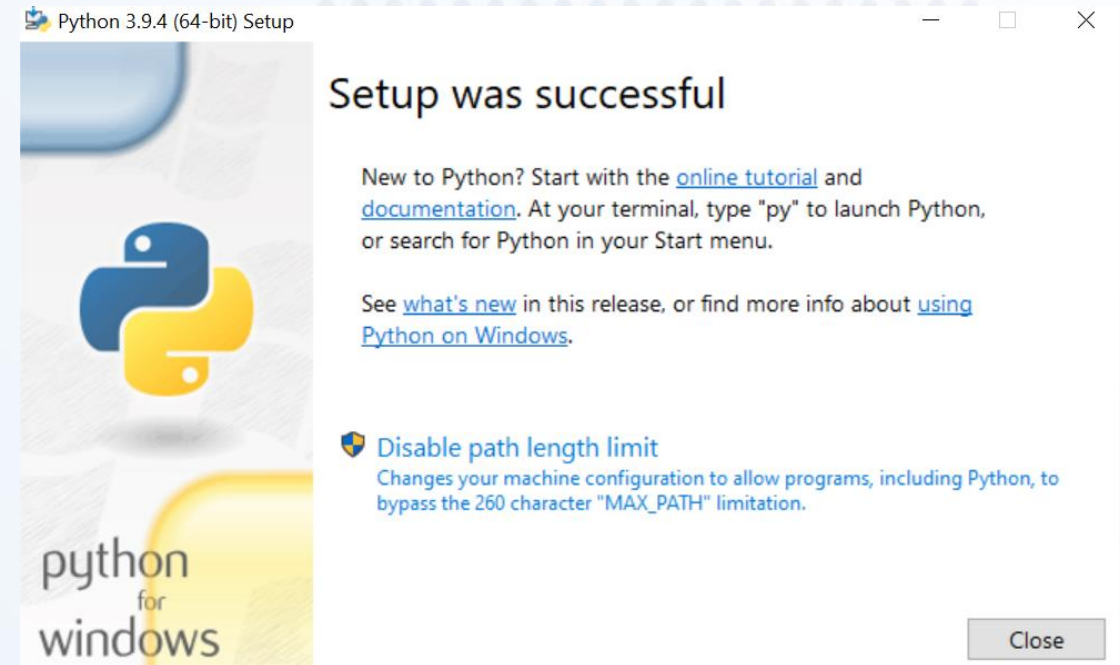 Python 3.9.4 (64-bit) Setup
Setup was successful
New to Python? Start with the online tutorial and
documentation. At your terminal, type "py" to launch Python,
or search for Python in your Start menu.
See what's new in this release, or find more info about using
Python on Windows.
Disable path length limit
Changes your machine configuration to allow programs, including Python, to
bypass the 260 character "MAX_PATH" limitation.
python
for
windows
Close